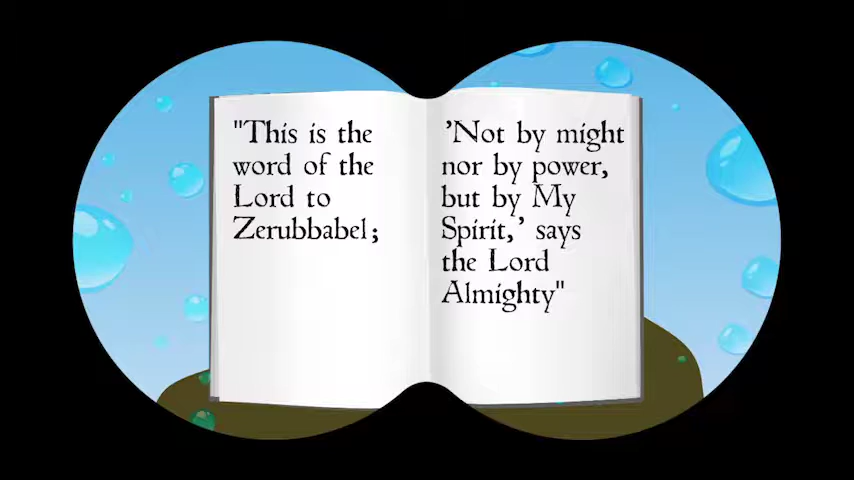 "This is the
word of the
Lord to
Zerubbabel;
'Not by might
nor by power,
but by My
Spirit,' says
the Lord
Almighty"